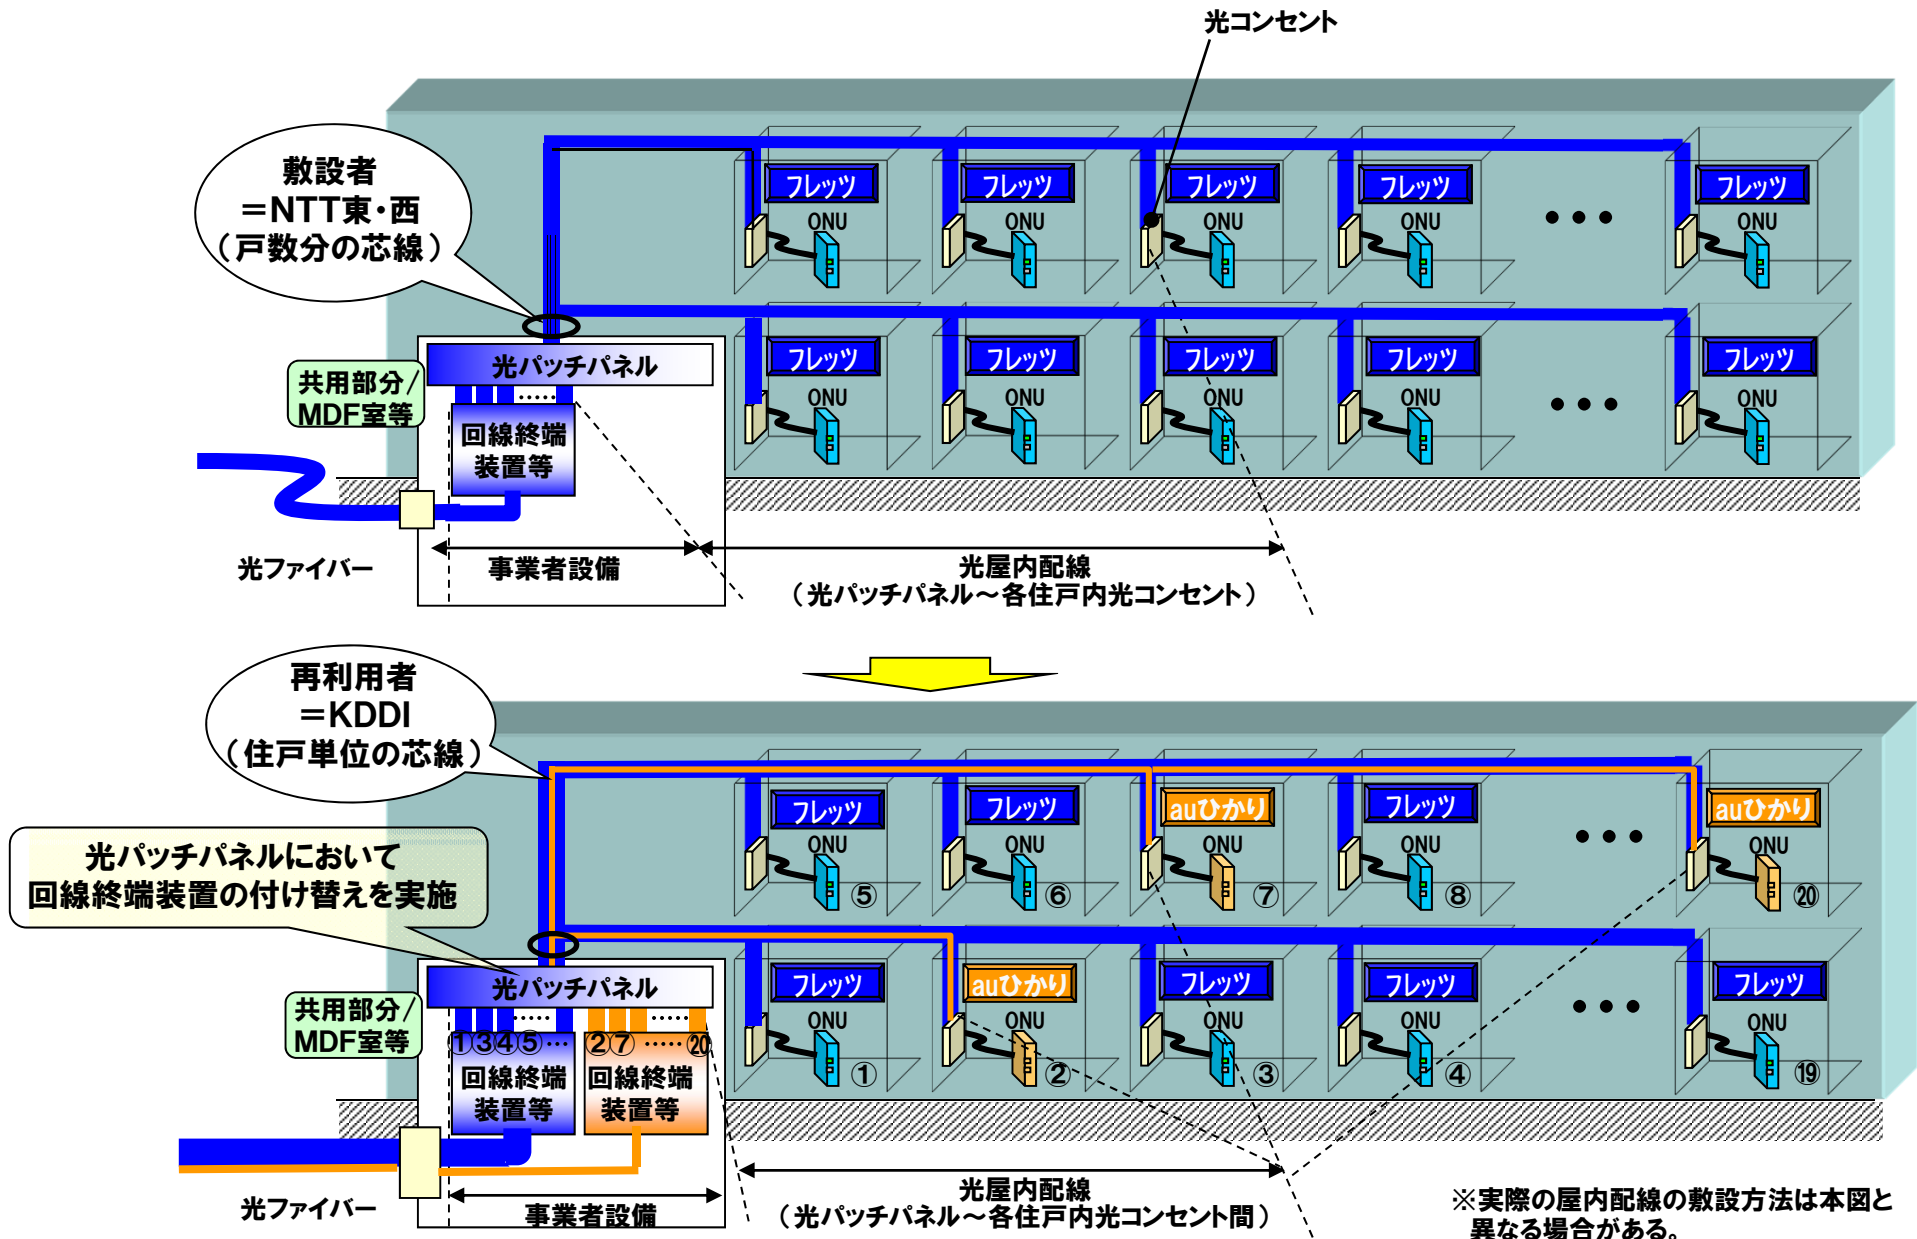 光コンセント
敷設者
＝NTT東・西
（戸数分の芯線）
フレッツ
フレッツ
フレッツ
フレッツ
フレッツ
ONU
ONU
ONU
ONU
・・・
ONU
光パッチパネル
共用部分/
MDF室等
・・・・・
回線終端
装置等
フレッツ
フレッツ
フレッツ
フレッツ
フレッツ
ONU
ONU
ONU
ONU
・・・
ONU
光ファイバー
事業者設備
光屋内配線
（光パッチパネル～各住戸内光コンセント）
再利用者
＝KDDI
（住戸単位の芯線）
光パッチパネルにおいて
回線終端装置の付け替えを実施
フレッツ
フレッツ
auひかり
フレッツ
auひかり
ONU
ONU
ONU
ONU
・・・
ONU
⑤
⑥
⑦
⑧
⑳
光パッチパネル
共用部分/
MDF室等
・・・・・
・・・・・
①③④⑤・・・
②⑦・・・・・⑳
回線終端
装置等
回線終端
装置等
フレッツ
auひかり
フレッツ
フレッツ
フレッツ
ONU
ONU
ONU
ONU
・・・
ONU
①
②
③
④
⑲
光ファイバー
事業者設備
光屋内配線
（光パッチパネル～各住戸内光コンセント間）
※実際の屋内配線の敷設方法は本図と
異なる場合がある。